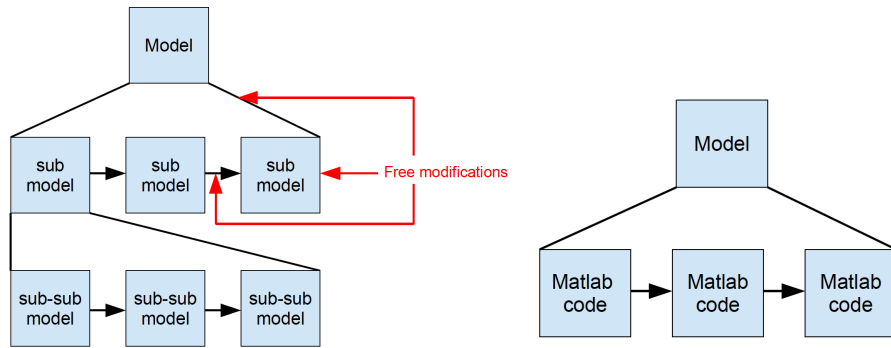 Model
sub
model
sub
model
sub
model
Free modifications
sub-sub
model
sub-sub
model
sub-sub
model
Model
Matlab
code
Matlab
code
Matlab
code